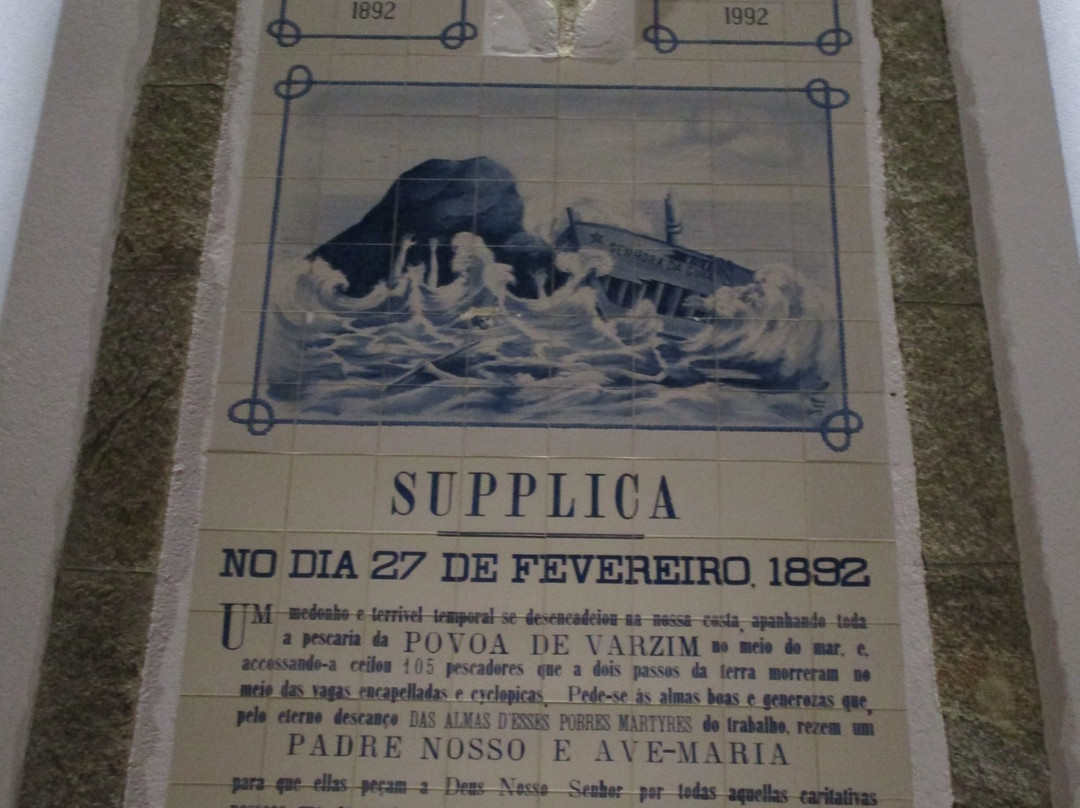 1892
1992
SENHORA DA
SUPPLICA
NO DIA 27 DE FEVEREIRO, 1892
UM medonho e terrivel temporal se desencadeiou na nossa costa, apanhando toda
a pescaria da POVOA DE VARZIM no meio do mar, e,
accossando-a ceifou 105 pescadores que a dois passos da terra morreram no
meio das vagas encapelladas e cyclopicas. Pede-se ás almas boas e generozas que,
pelo eterno descanço DAS ALMAS D'ESSES POBRES MARTYRES do trabalho, rezem um
PADRE NOSSO E AVE-MARIA
para que ellas peçam a Deus Nosso Senhor por todas aquellas caritativas